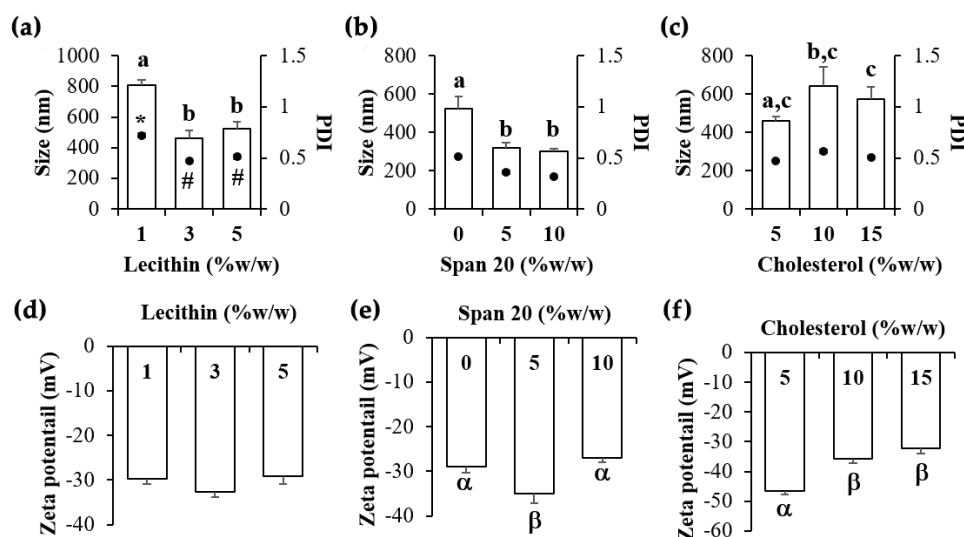 (a)
1000
800
600
400
200
0
Size (nm)
a
b
b
*
#
#
1.5
1
0.5
0
PDI
1 3 5
Lecithin (%w/w)
(b)
800
600
400
200
0
Size (nm)
a
b
b
1.5
1
0.5
0
PDI
0 5 10
Span 20 (%w/w)
(c)
800
600
400
200
0
Size (nm)
a,c
b,c
c
1.5
1
0.5
0
PDI
5 10 15
Cholesterol (%w/w)
(d)
Lecithin (%w/w)
0
-10
-20
-30
-40
Zeta potentail (mV)
1 3 5
(e)
Span 20 (%w/w)
0
-10
-20
-30
-40
Zeta potentail (mV)
0 5 10
α
β
α
(f)
Cholesterol (%w/w)
0
-10
-20
-30
-40
-50
-60
Zeta potentail (mV)
5 10 15
α
β
β